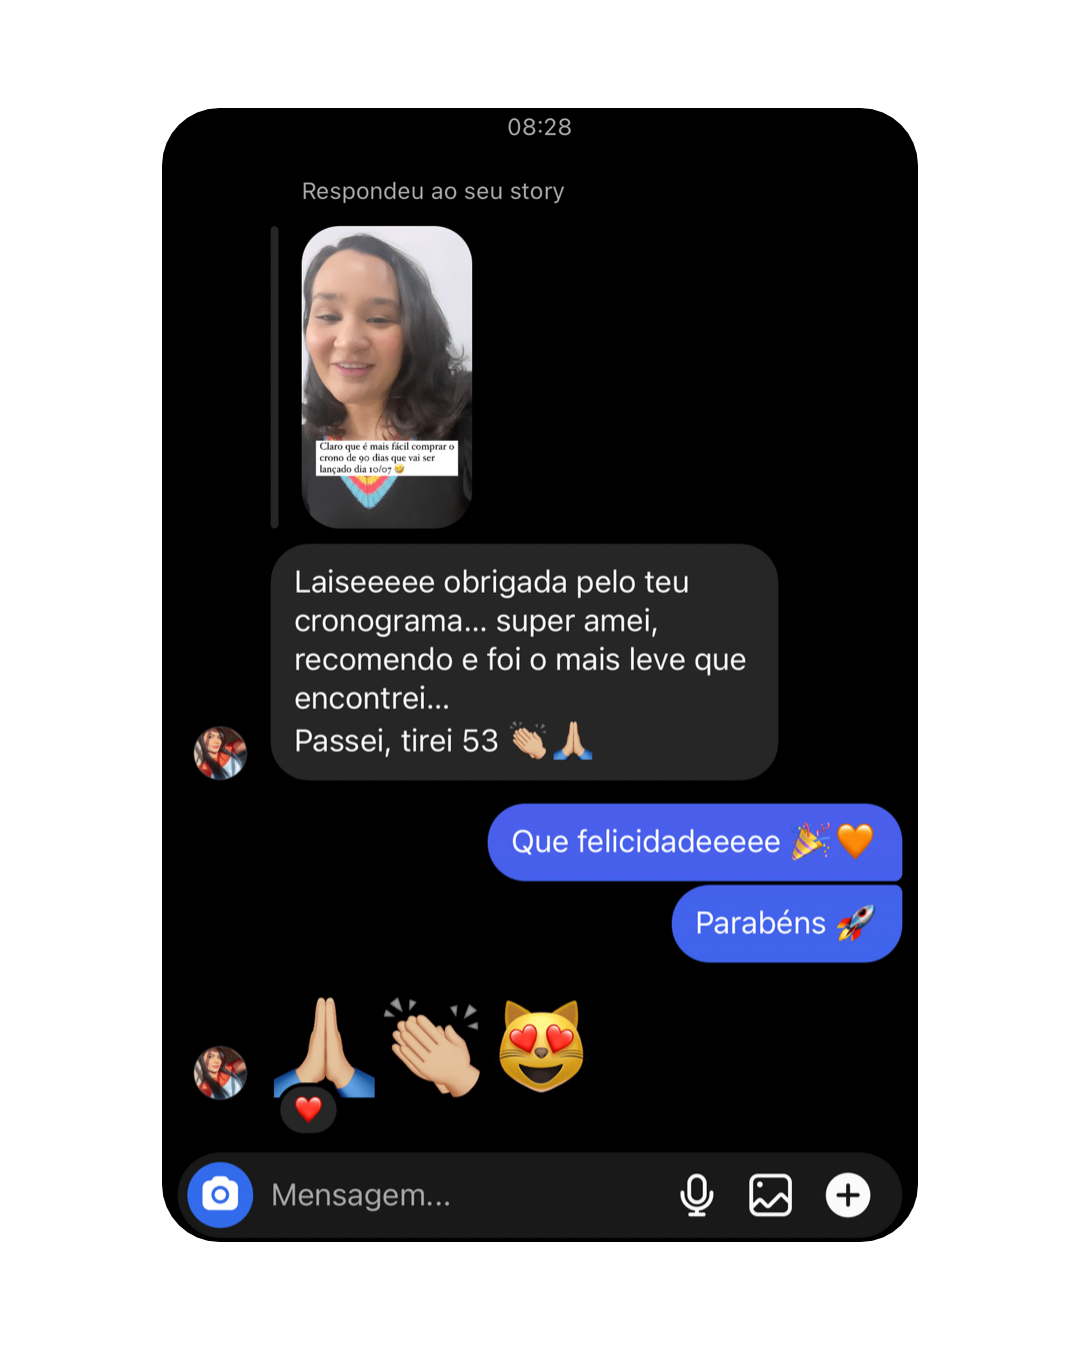 08:28
Respondeu ao seu story
Claro que é mais fácil comprar o
crono de 90 dias que vai ser
lançado dia 10/07 🤣
Laiseeeee obrigada pelo teu
cronograma... super amei,
recomendo e foi o mais leve que
encontrei...
Passei, tirei 53 👏🏼🙏🏼
Que felicidadeeeee 🎉🧡
Parabéns 🚀
🙏🏼👏🏼😻
❤️
Mensagem...